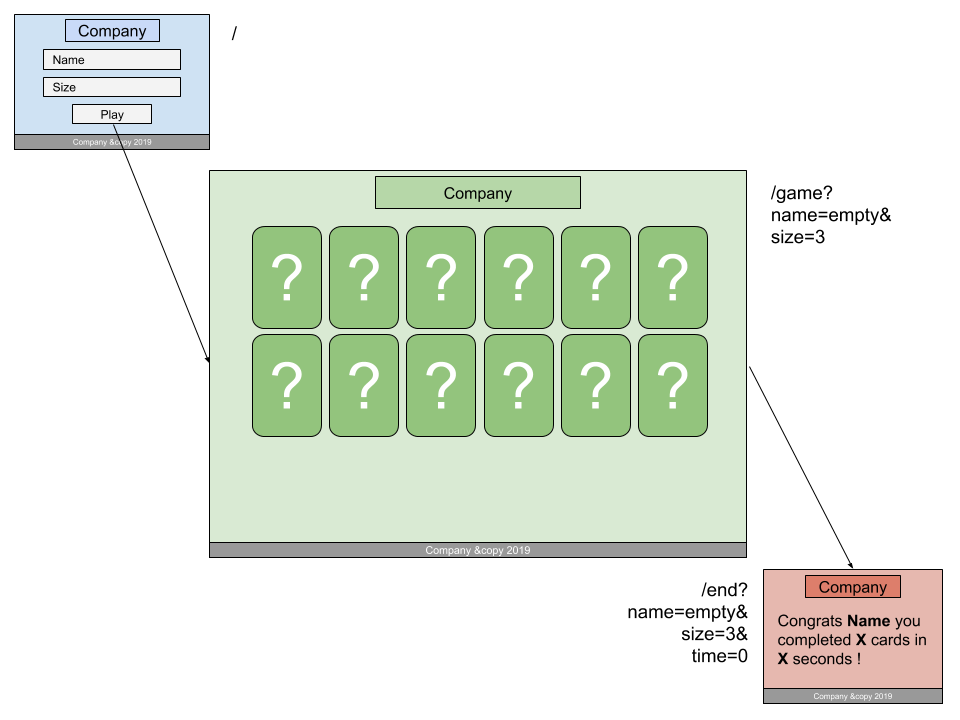 Company
Name
Size
Play
Company &copy 2019
/
Company
? ? ? ? ? ?
? ? ? ? ? ?
Company &copy 2019
/game?
name=empty&
size=3
/end?
name=empty&
size=3&
time=0
Company
Congrats Name you
completed X cards in
X seconds !
Company &copy 2019